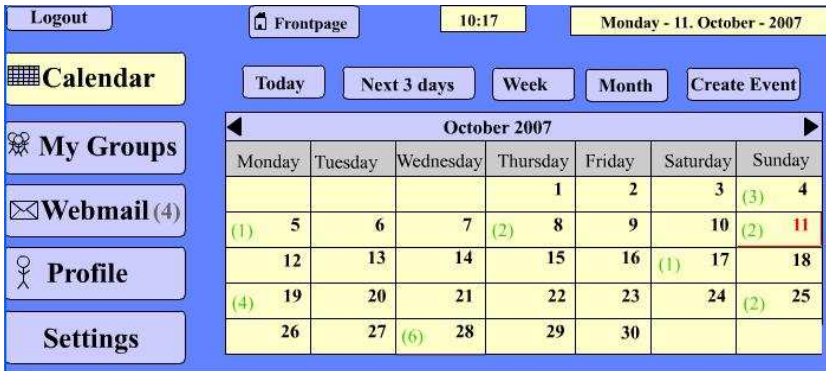 Logout
Frontpage
10:17
Monday - 11. October - 2007
Calendar
My Groups
Webmail (4)
Profile
Settings
Today
Next 3 days
Week
Month
Create Event
October 2007
Monday Tuesday Wednesday Thursday Friday Saturday Sunday
1 2 3 (3) 4
(1) 5 6 7 (2) 8 9 10 (2) 11
12 13 14 15 16 (1) 17 18
(4) 19 20 21 22 23 24 (2) 25
26 27 (6) 28 29 30